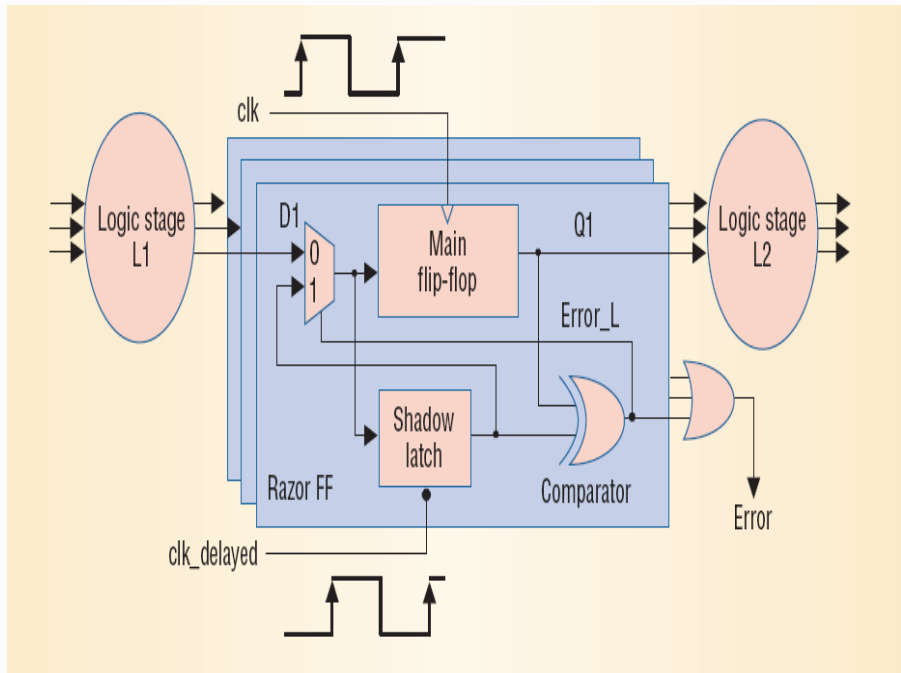 clk
Logic stage
L1
D1
0
1
Main
flip-flop
Q1
Logic stage
L2
Error_L
Shadow
latch
Razor FF
Comparator
Error
clk_delayed